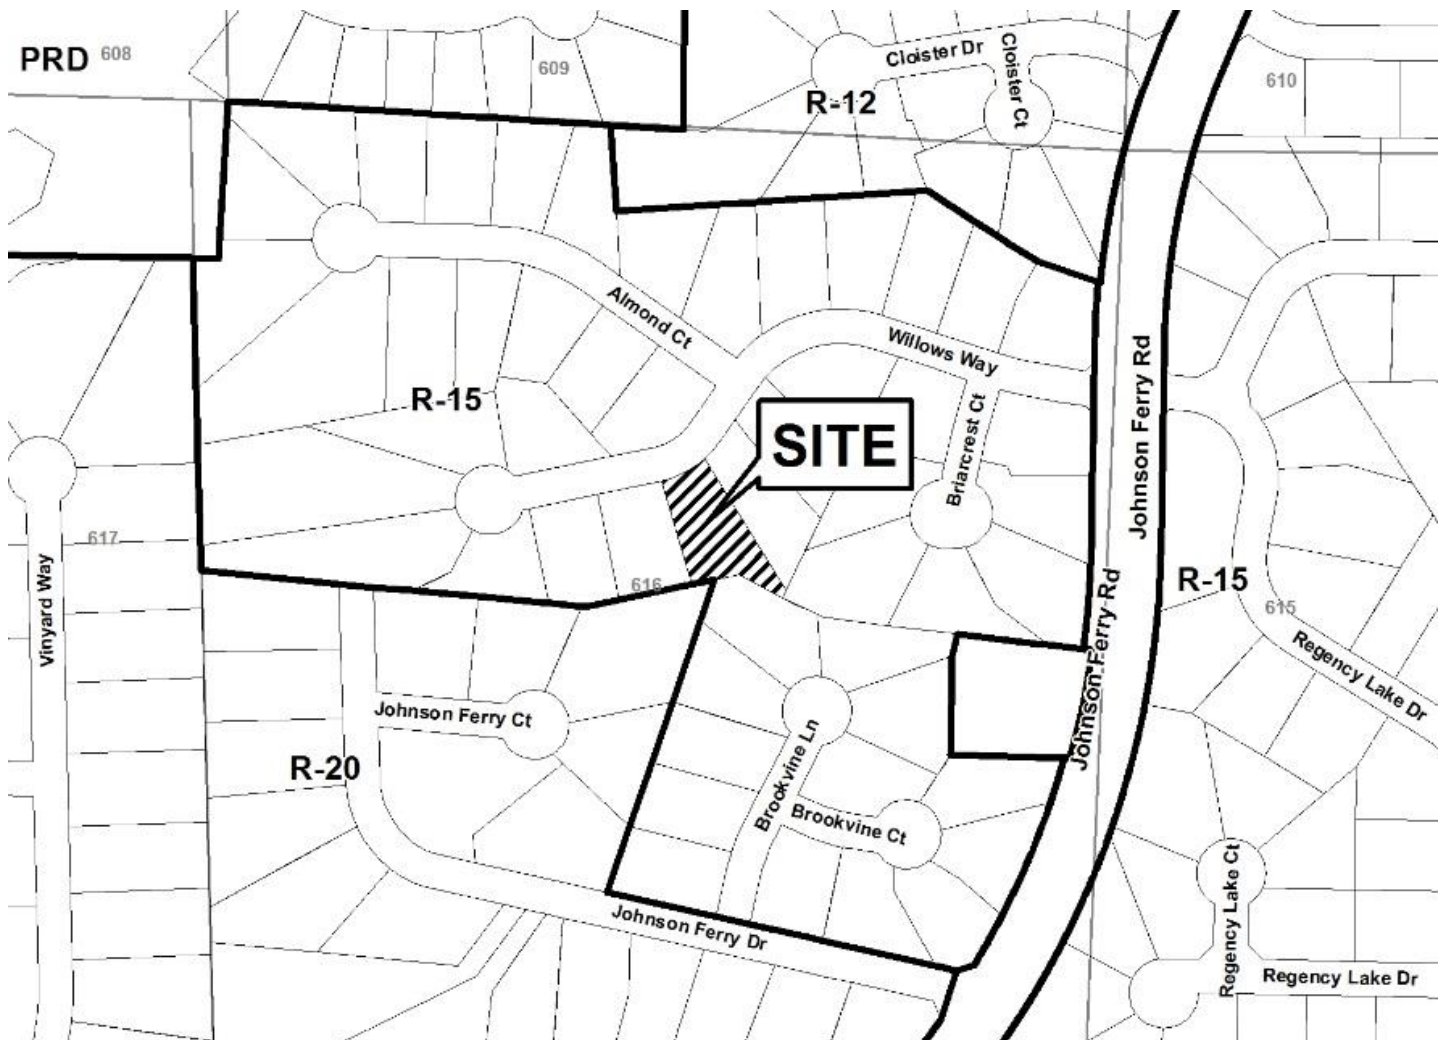 PRD 608
609
Cloister Dr
Cloister Ct
610
R-12
Almond Ct
Willows Way
Johnson Ferry Rd
R-15
Briarcrest Ct
SITE
617
Vinyard Way
616
Johnson Ferry Rd
R-15
615
Regency Lake Dr
Johnson Ferry Ct
R-20
Brookvine Ln
Brookvine Ct
Regency Lake Ct
Johnson Ferry Dr
Regency Lake Dr